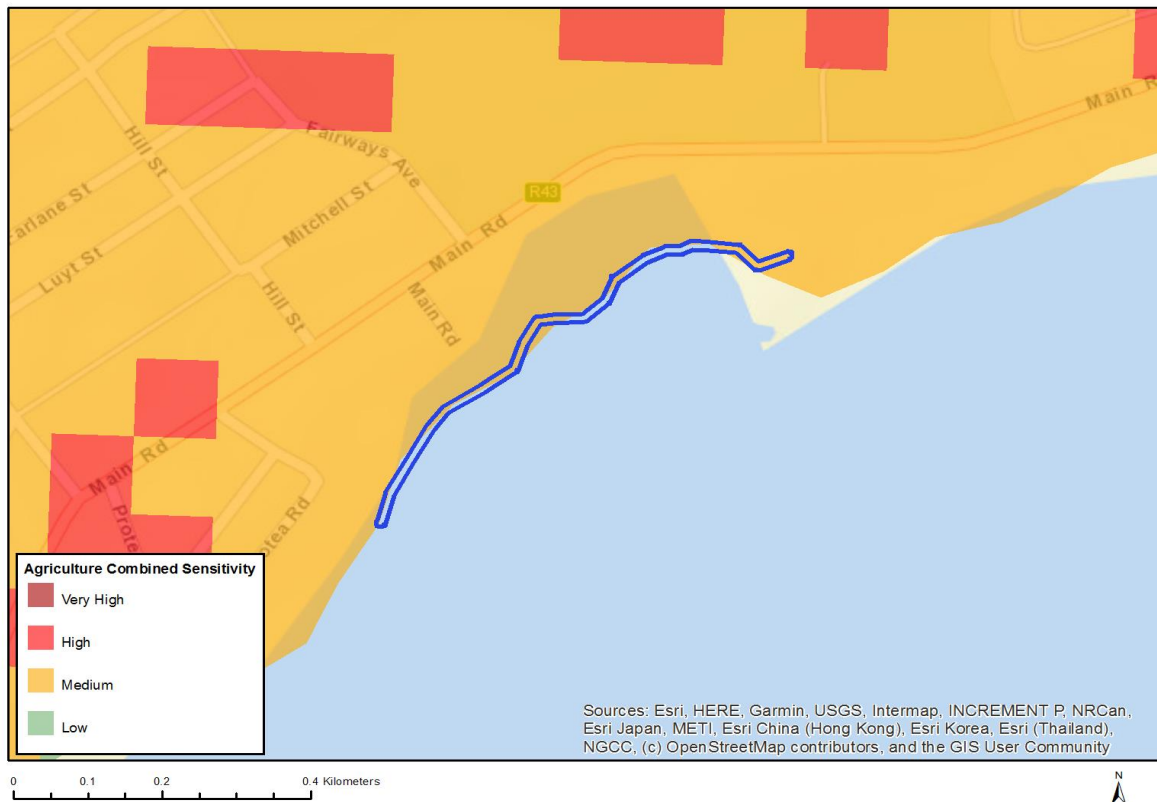 Main R
Fairways Ave
Hill St
R43
arlane St
Mitchell St
Main Rd
Luyt St
Hill St
Main Rd
Main Rd
Prote
otea Rd
Agriculture Combined Sensitivity
Very High
High
Medium
Low
Sources: Esri, HERE, Garmin, USGS, Intermap, INCREMENT P, NRCan,
Esri Japan, METI, Esri China (Hong Kong), Esri Korea, Esri (Thailand),
NGCC, (c) OpenStreetMap contributors, and the GIS User Community
0 0.1 0.2 0.4 Kilometers
N